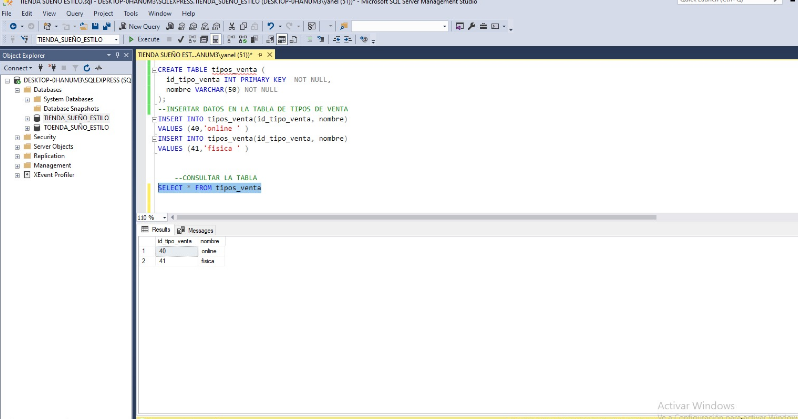 TIENDA SUEÑO ESTILO.sql - DESKTOP-0HANUM3\SQLEXPRESS.TIENDA_SUEÑO_ESTILO (DESKTOP-0HANUM3\yanel (51))* - Microsoft SQL Server Management Studio
File Edit View Query Project Tools Window Help
New Query
TIENDA_SUEÑO_ESTILO Execute
Object Explorer
TIENDA SUEÑO EST...ANUM3\yanel (51))*
Connect
DESKTOP-0HANUM3\SQLEXPRESS (SQ
Databases
System Databases
Database Snapshots
TIENDA_SUEÑO_ESTILO
TOENDA_SUEÑO_ESTILO
Security
Server Objects
Replication
Management
XEvent Profiler
CREATE TABLE tipos_venta (
id_tipo_venta INT PRIMARY KEY NOT NULL,
nombre VARCHAR(50) NOT NULL
);
--INSERTAR DATOS EN LA TABLA DE TIPOS DE VENTA
INSERT INTO tipos_venta(id_tipo_venta, nombre)
VALUES (40,'online ' )
INSERT INTO tipos_venta(id_tipo_venta, nombre)
VALUES (41,'fisica ' )
--CONSULTAR LA TABLA
SELECT * FROM tipos_venta
110 %
Results Messages
id_tipo_venta nombre
1 40 online
2 41 fisica
Activar Windows